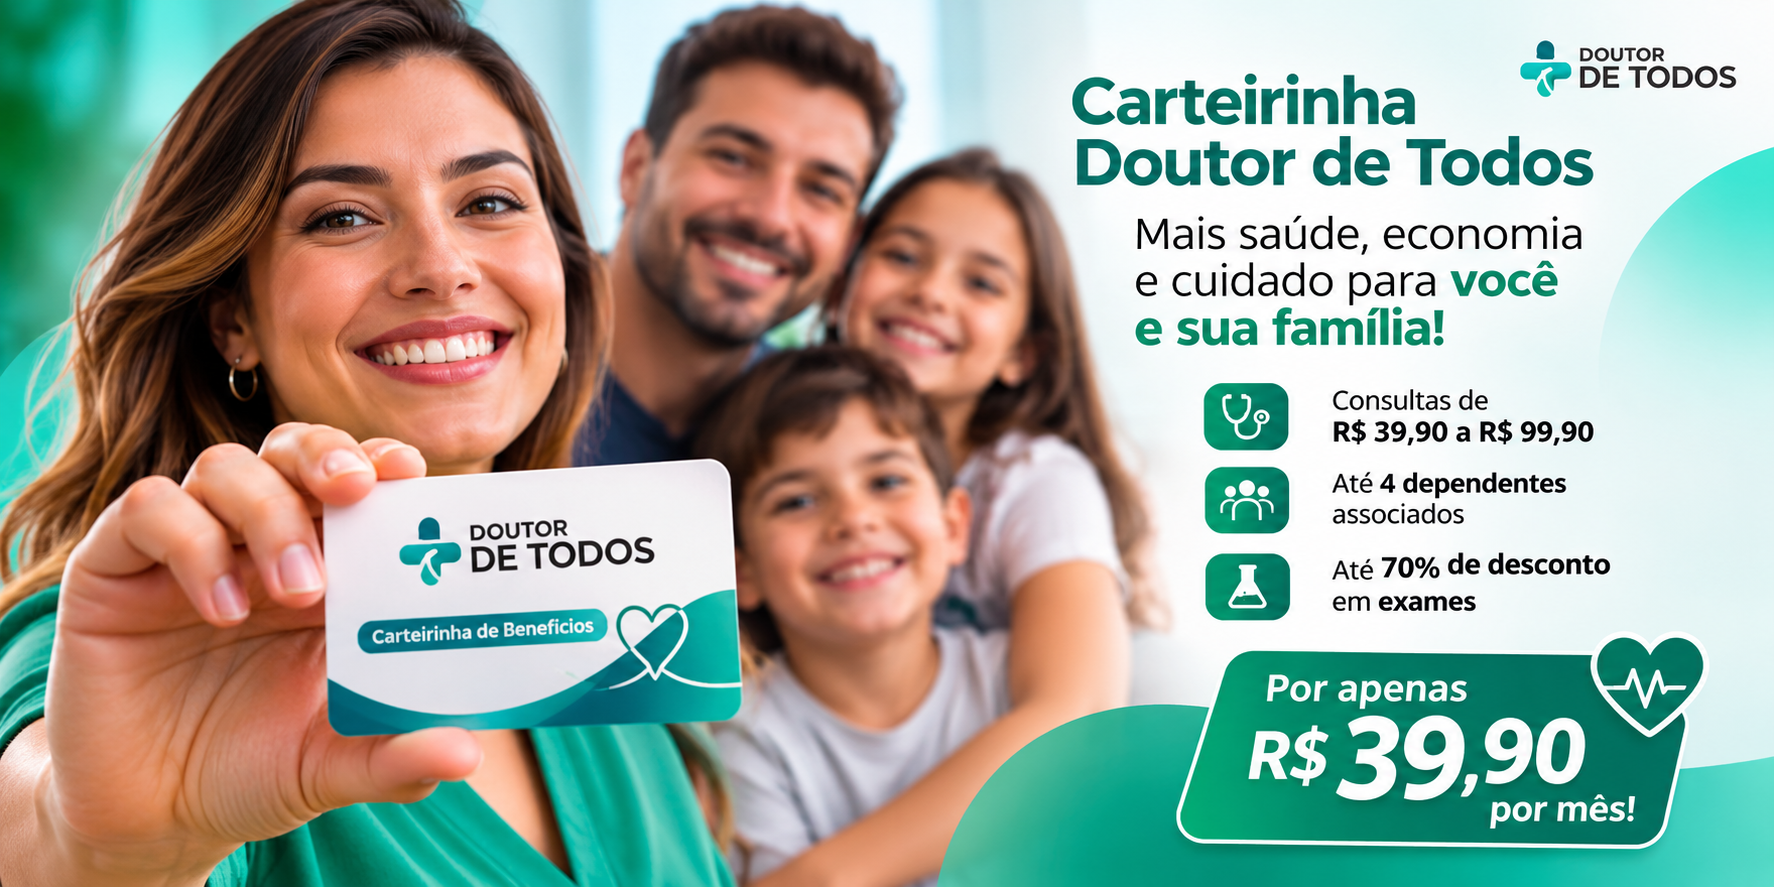 DOUTOR
DE TODOS
Carteirinha
Doutor de Todos
Mais saúde, economia
e cuidado para você
e sua família!
Consultas de
R$ 39,90 a R$ 99,90
Até 4 dependentes
associados
Até 70% de desconto
em exames
Por apenas
R$ 39,90
por mês!
DOUTOR
DE TODOS
Carteirinha de Benefícios